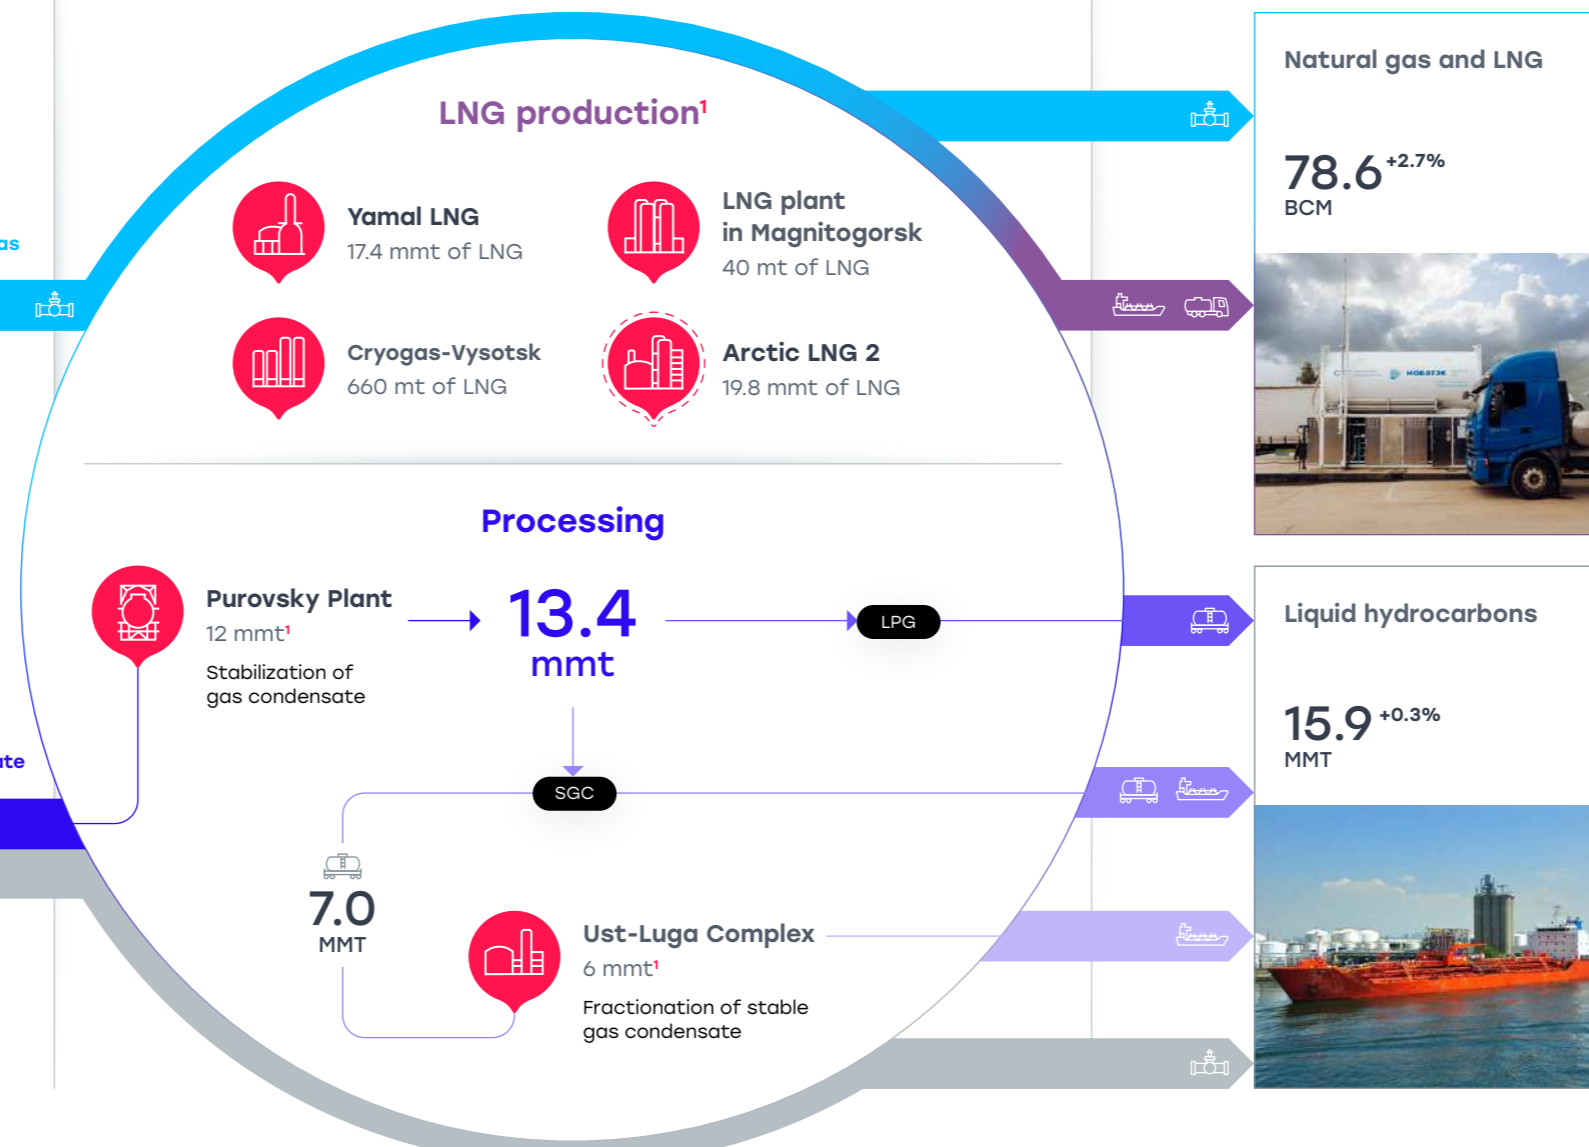 as
ate
LNG production¹
Yamal LNG
17.4 mmt of LNG
LNG plant
in Magnitogorsk
40 mt of LNG
Cryogas-Vysotsk
660 mt of LNG
Arctic LNG 2
19.8 mmt of LNG
Processing
Purovsky Plant
12 mmt¹
Stabilization of
gas condensate
13.4
mmt
LPG
SGC
7.0
MMT
Ust-Luga Complex
6 mmt¹
Fractionation of stable
gas condensate
Natural gas and LNG
78.6 +2.7%
BCM
НОВАТЭК
Liquid hydrocarbons
15.9 +0.3%
MMT